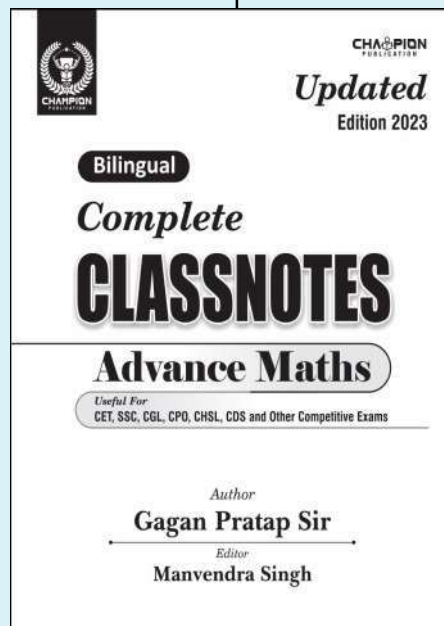 CHAMPION
PUBLICATION
CHAMPION
PUBLICATION
Updated
Edition 2023
Bilingual
Complete
CLASSNOTES
Advance Maths
Useful For
CET, SSC, CGL, CPO, CHSL, CDS and Other Competitive Exams
Author
Gagan Pratap Sir
Editor
Manvendra Singh